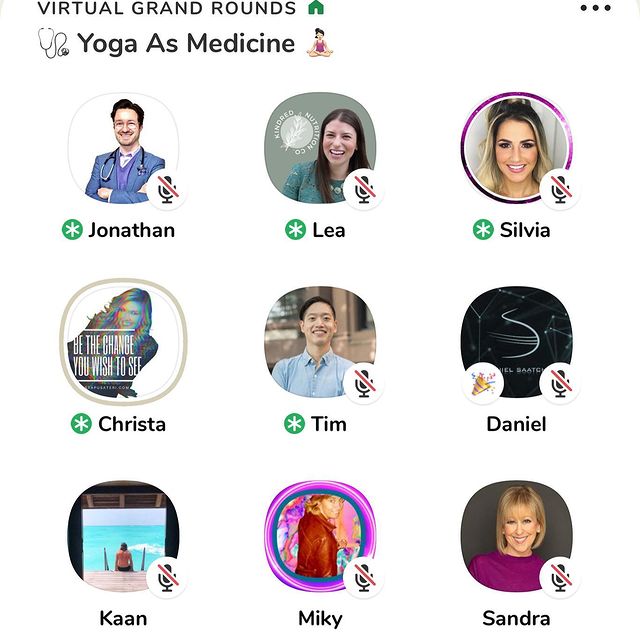 VIRTUAL GRAND ROUNDS
Yoga As Medicine
KINDRED NUTRITION CO.
Jonathan
Lea
Silvia
BE THE CHANGE
YOU WISH TO SEE
Christa
Tim
Daniel
Kaan
Miky
Sandra